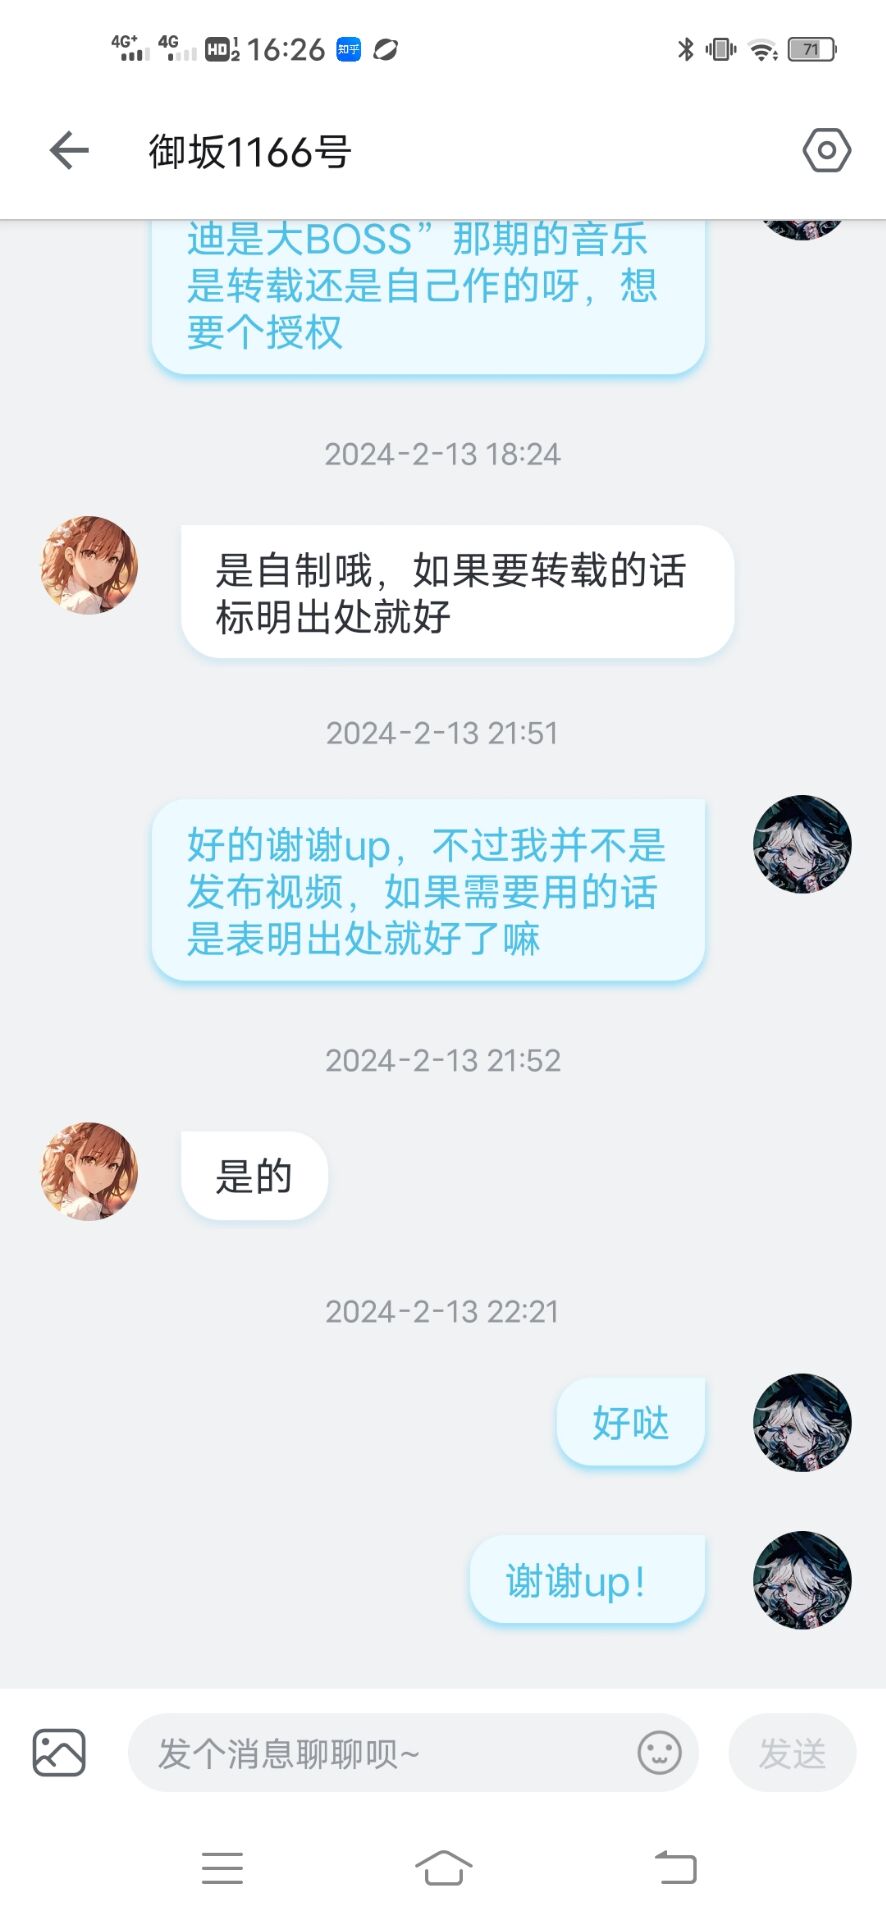 4G+ 4G HD 1 2 16:26 知乎 71
御坂1166号
迪是大BOSS”那期的音乐
是转载还是自己作的呀，想
要个授权
2024-2-13 18:24
是自制哦，如果要转载的话
标明出处就好
2024-2-13 21:51
好的谢谢up，不过我并不是
发布视频，如果需要用的话
是表明出处就好了嘛
2024-2-13 21:52
是的
2024-2-13 22:21
好哒
谢谢up！
发个消息聊聊呗~
发送